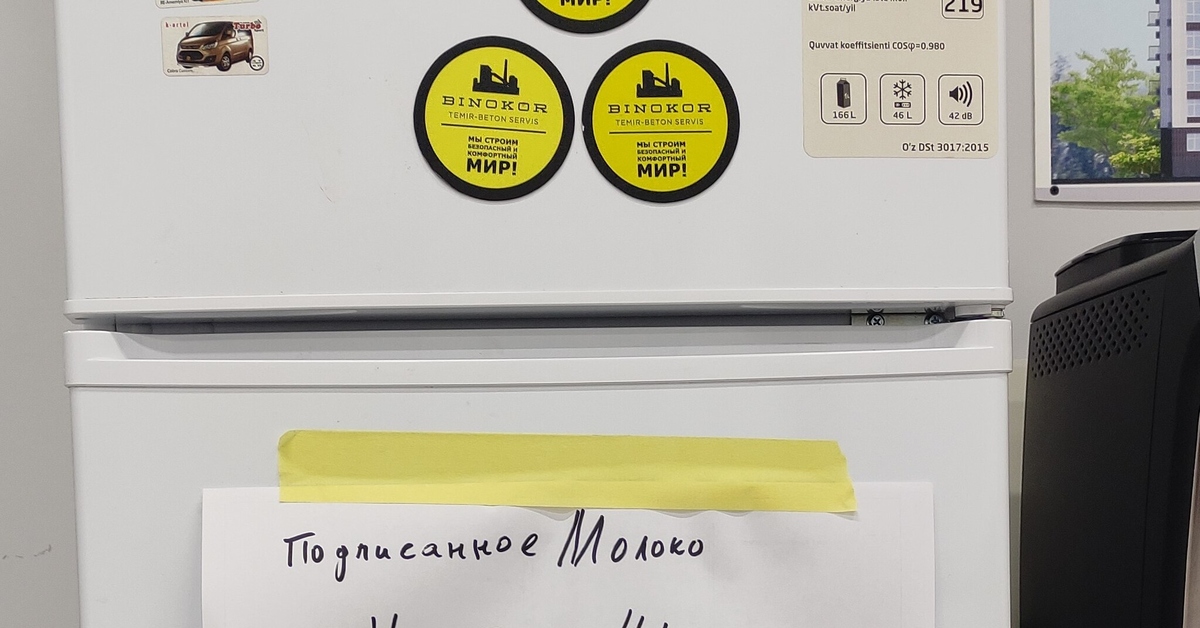 Turbo
МИР!
kVt.soat/yil
219
Quvvat koeffitsienti COSφ=0.980
166 L
46 L
42 dB
O'z DSt 3017:2015
BINOKOR
TEMIR-BETON SERVIS
МЫ СТРОИМ
БЕЗОПАСНЫЙ И
КОМФОРТНЫЙ
МИР!
BINOKOR
TEMIR-BETON SERVIS
МЫ СТРОИМ
БЕЗОПАСНЫЙ И
КОМФОРТНЫЙ
МИР!
Подписанное Молоко